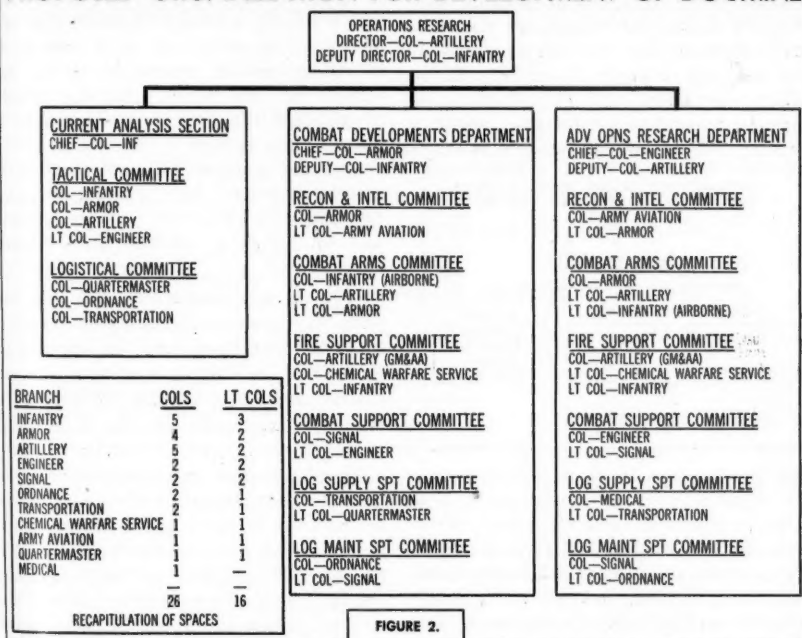 OPERATIONS RESEARCH
DIRECTOR—COL—ARTILLERY
DEPUTY DIRECTOR—COL—INFANTRY
CURRENT ANALYSIS SECTION
CHIEF—COL—INF
TACTICAL COMMITTEE
COL—INFANTRY
COL—ARMOR
COL—ARTILLERY
LT COL—ENGINEER
LOGISTICAL COMMITTEE
COL—QUARTERMASTER
COL—ORDNANCE
COL—TRANSPORTATION
COMBAT DEVELOPMENTS DEPARTMENT
CHIEF—COL—ARMOR
DEPUTY—COL—INFANTRY
RECON & INTEL COMMITTEE
COL—ARMOR
LT COL—ARMY AVIATION
COMBAT ARMS COMMITTEE
COL—INFANTRY (AIRBORNE)
LT COL—ARTILLERY
LT COL—ARMOR
FIRE SUPPORT COMMITTEE
COL—ARTILLERY (GM&AA)
COL—CHEMICAL WARFARE SERVICE
LT COL—INFANTRY
COMBAT SUPPORT COMMITTEE
COL—SIGNAL
LT COL—ENGINEER
LOG SUPPLY SPT COMMITTEE
COL—TRANSPORTATION
LT COL—QUARTERMASTER
LOG MAINT SPT COMMITTEE
COL—ORDNANCE
LT COL—SIGNAL
ADV OPNS RESEARCH DEPARTMENT
CHIEF—COL—ENGINEER
DEPUTY—COL—ARTILLERY
RECON & INTEL COMMITTEE
COL—ARMY AVIATION
LT COL—ARMOR
COMBAT ARMS COMMITTEE
COL—ARMOR
LT COL—ARTILLERY
LT COL—INFANTRY (AIRBORNE)
FIRE SUPPORT COMMITTEE
COL—ARTILLERY (GM&AA)
LT COL—CHEMICAL WARFARE SERVICE
LT COL—INFANTRY
COMBAT SUPPORT COMMITTEE
COL—ENGINEER
LT COL—SIGNAL
LOG SUPPLY SPT COMMITTEE
COL—MEDICAL
LT COL—TRANSPORTATION
LOG MAINT SPT COMMITTEE
COL—SIGNAL
LT COL—ORDNANCE
BRANCH COLS LT COLS
INFANTRY 5 3
ARMOR 4 2
ARTILLERY 5 2
ENGINEER 2 2
SIGNAL 2 2
ORDNANCE 2 1
TRANSPORTATION 2 1
CHEMICAL WARFARE SERVICE 1 1
ARMY AVIATION 1 1
QUARTERMASTER 1 1
MEDICAL 1 —
26 16
RECAPITULATION OF SPACES
FIGURE 2.